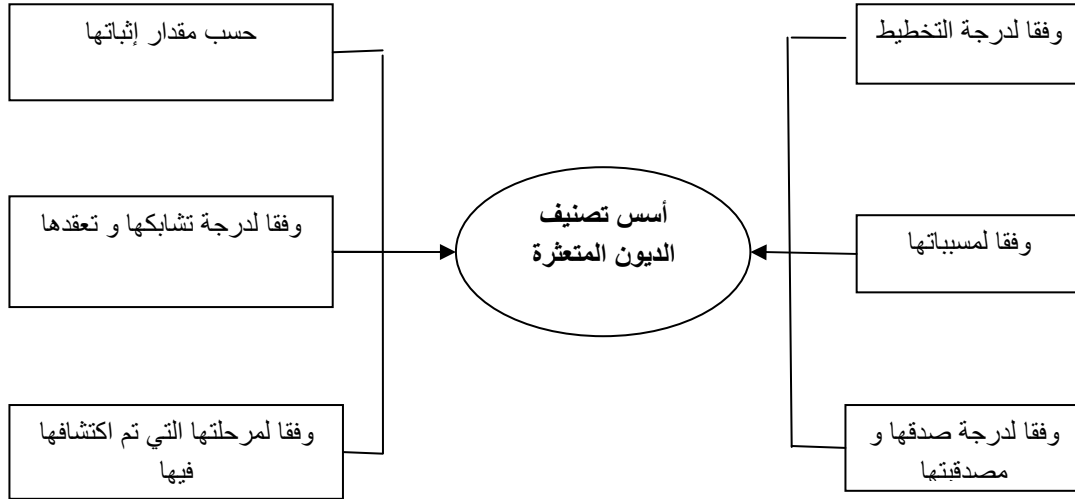 وفقا لدرجة التخطيط
حسب مقدار إثباتها
أسس تصنيف
الديون المتعثرة
وفقا لمسبباتها
وفقا لدرجة تشابكها و تعقدها
وفقا لدرجة صدقها و
مصدقيتها
وفقا لمرحلتها التي تم اكتشافها
فيها